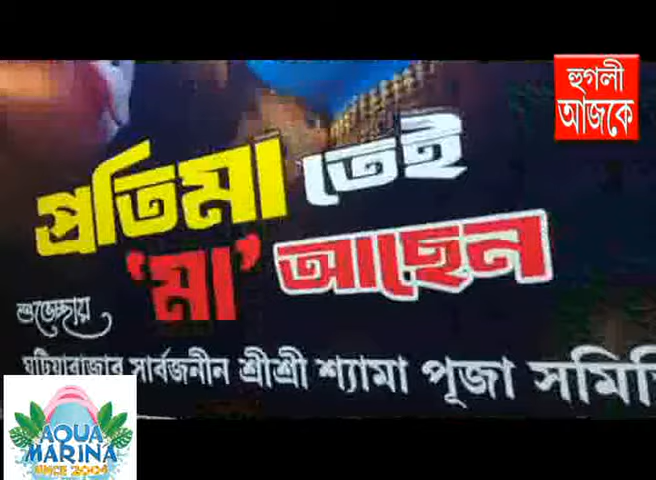 হুগলী
আজকে
প্রতিমা তেই
'মা' আছেন
শুভেচ্ছায়
ঘটিয়াবাজার সার্বজনীন শ্রীশ্রী শ্যামা পূজা সমিতি
AQUA
MARINA
SINCE 2004